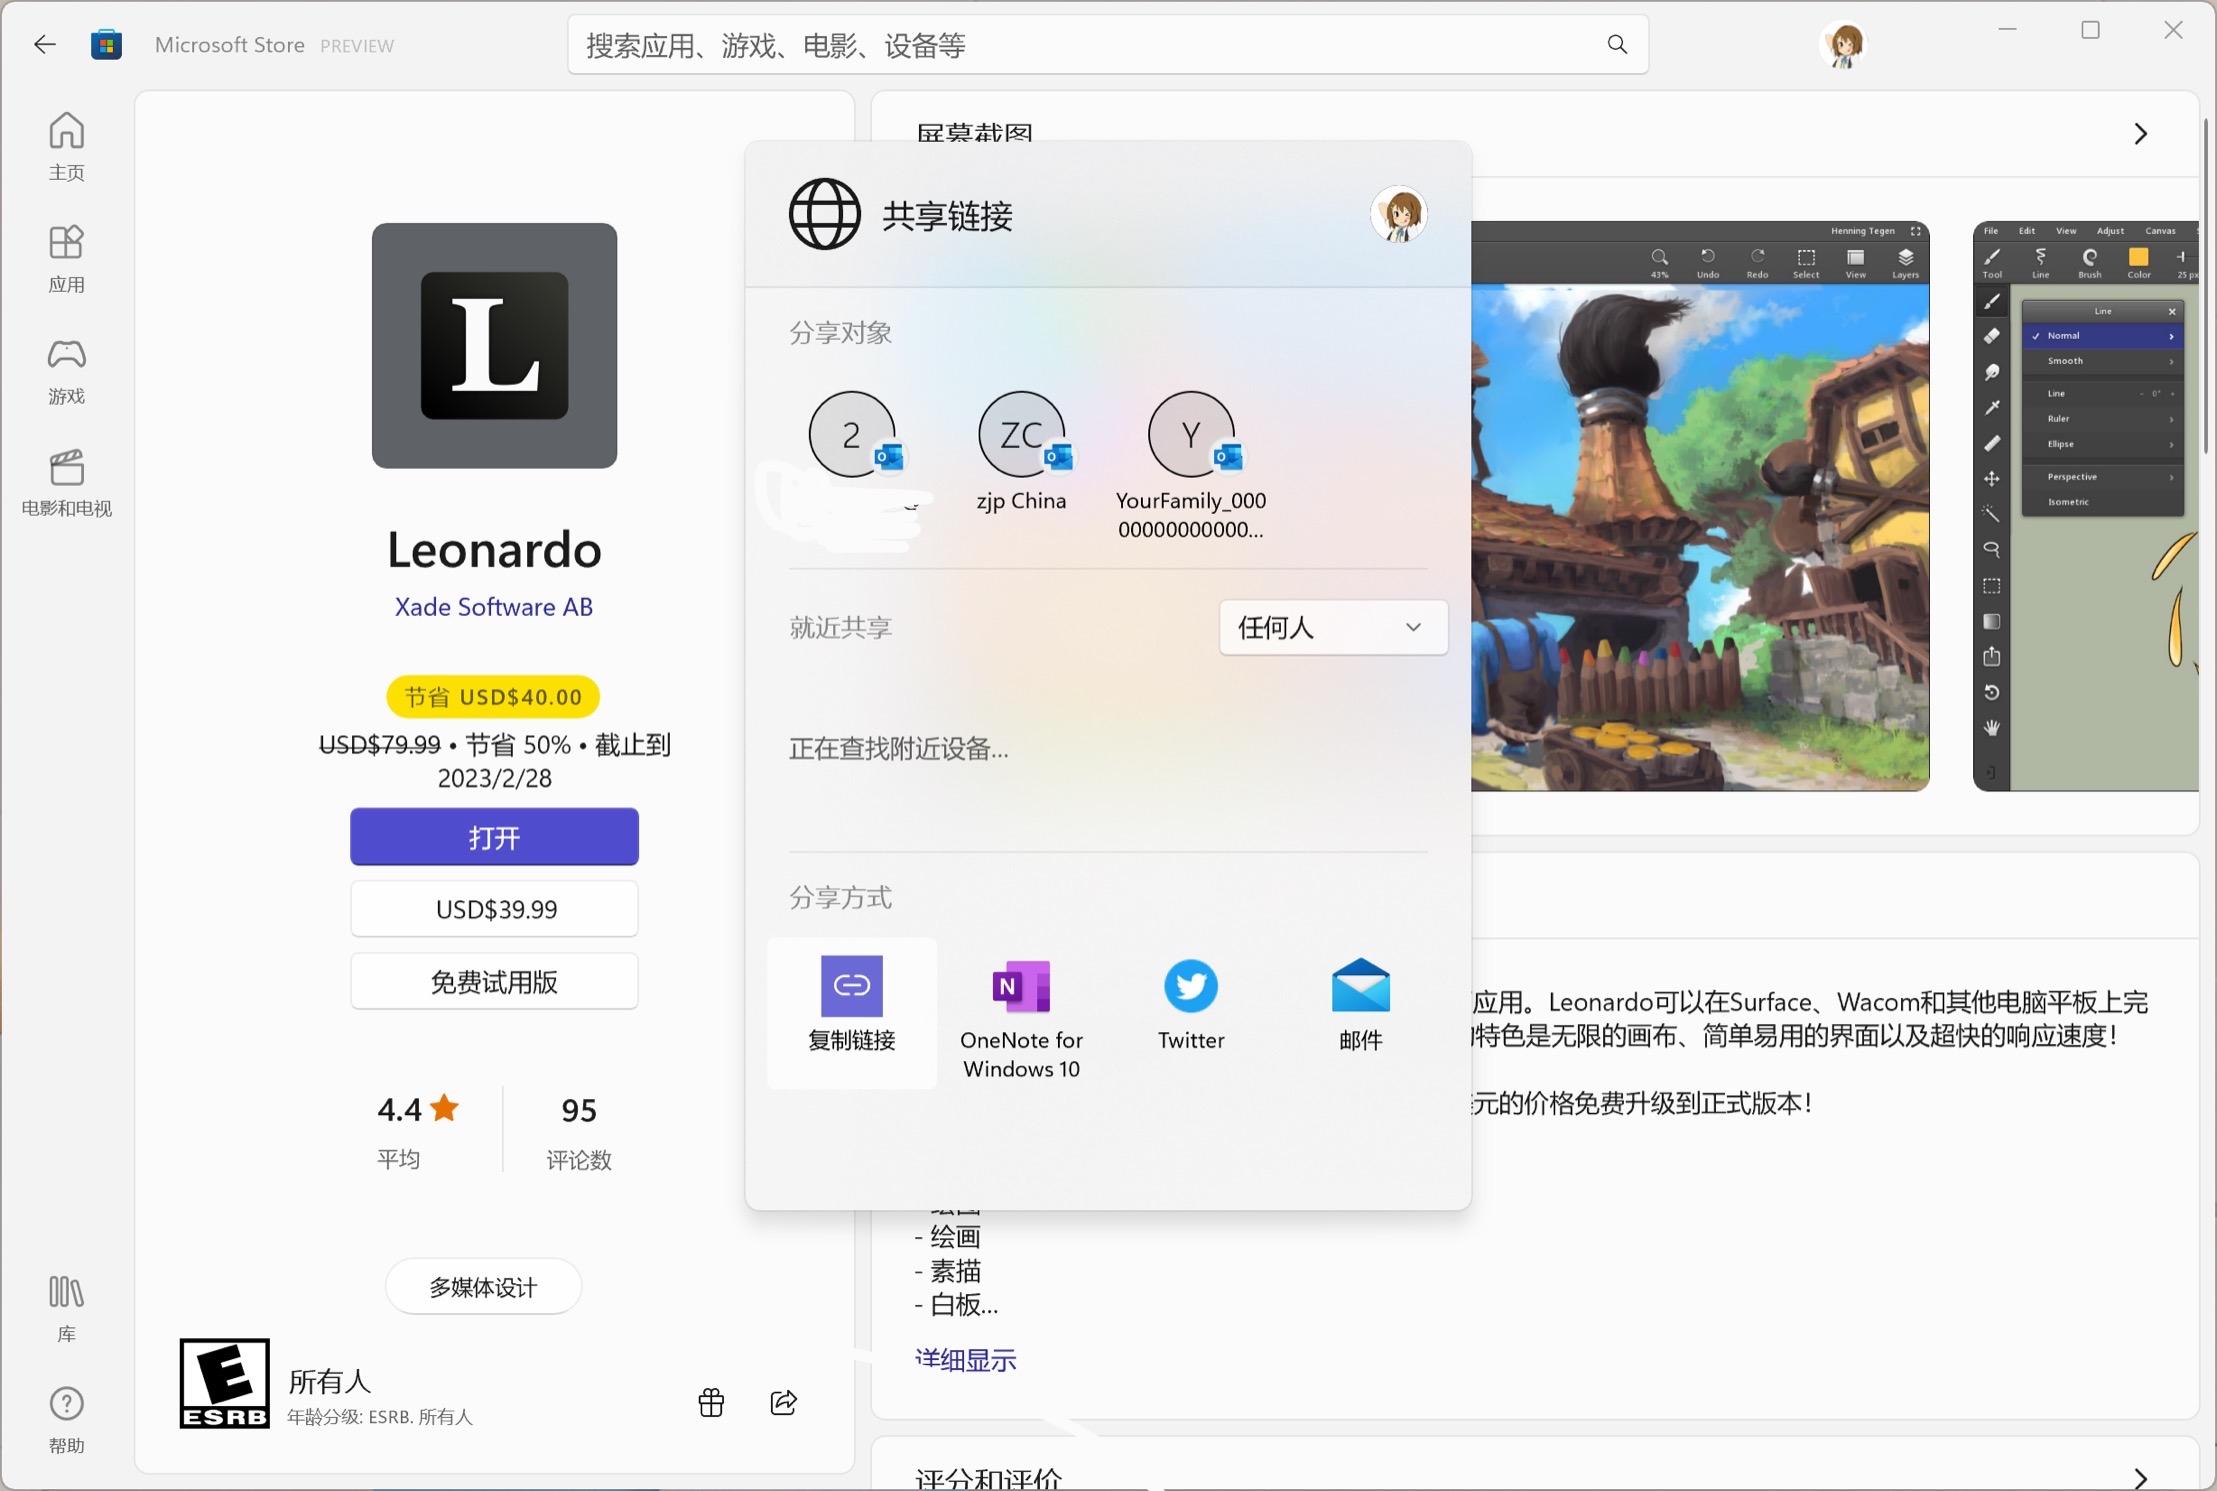 Microsoft Store PREVIEW
搜索应用、游戏、电影、设备等
主页
应用
游戏
电影和电视
库
帮助
L
Leonardo
Xade Software AB
节省 USD$40.00
USD$79.99 • 节省 50% • 截止到
2023/2/28
打开
USD$39.99
免费试用版
4.4
平均
95
评论数
多媒体设计
E
ESRB
所有人
年龄分级: ESRB. 所有人
屏幕截图
共享链接
分享对象
2
ZC
zjp China
Y
YourFamily_000
00000000000...
就近共享
任何人
正在查找附近设备...
分享方式
复制链接
N
OneNote for
Windows 10
Twitter
邮件
Henning Tegen
43% Undo Redo Select View Layers
File Edit View Adjust Canvas
Tool Line Brush Color 25 px
Line
Normal
Smooth
Line - 0° +
Ruler
Ellipse
Perspective
Isometric
应用。Leonardo可以在Surface、Wacom和其他电脑平板上完
特色是无限的画布、简单易用的界面以及超快的响应速度!
元的价格免费升级到正式版本!
- 绘画
- 素描
- 白板...
详细显示
评分和评价